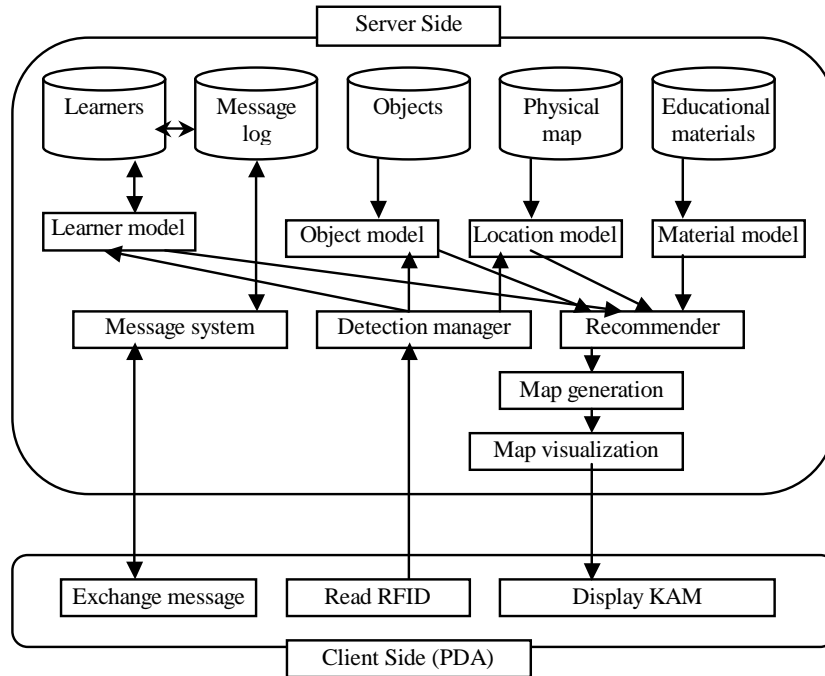 Server Side
Learners
Message
log
Objects
Physical
map
Educational
materials
Learner model
Object model
Location model
Material model
Message system
Detection manager
Recommender
Map generation
Map visualization
Exchange message
Read RFID
Display KAM
Client Side (PDA)